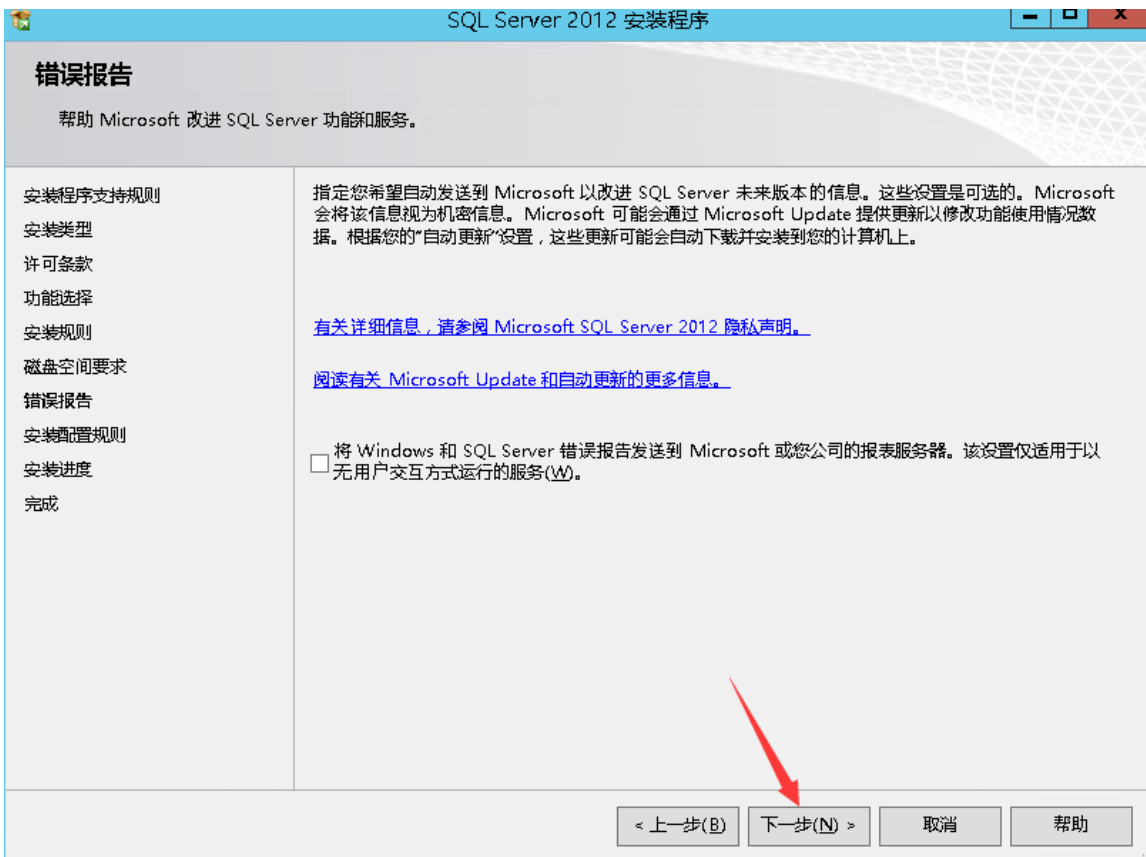 SQL Server 2012 安装程序
错误报告
帮助 Microsoft 改进 SQL Server 功能和服务。
安装程序支持规则
安装类型
许可条款
功能选择
安装规则
磁盘空间要求
错误报告
安装配置规则
安装进度
完成
指定您希望自动发送到 Microsoft 以改进 SQL Server 未来版本的信息。这些设置是可选的。Microsoft
会将该信息视为机密信息。Microsoft 可能会通过 Microsoft Update 提供更新以修改功能使用情况数
据。根据您的“自动更新”设置，这些更新可能会自动下载并安装到您的计算机上。
有关详细信息，请参阅 Microsoft SQL Server 2012 隐私声明。
阅读有关 Microsoft Update 和自动更新的更多信息。
将 Windows 和 SQL Server 错误报告发送到 Microsoft 或您公司的报表服务器。该设置仅适用于以
无用户交互方式运行的服务(W)。
< 上一步(B)
下一步(N) >
取消
帮助